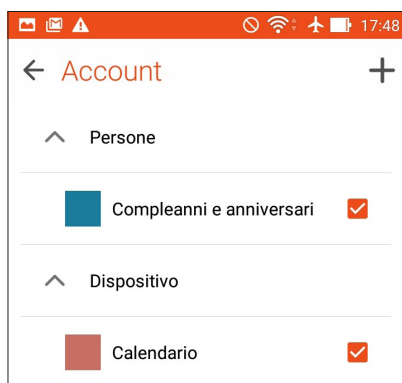 17:48
Account
Persone
Compleanni e anniversari
Dispositivo
Calendario